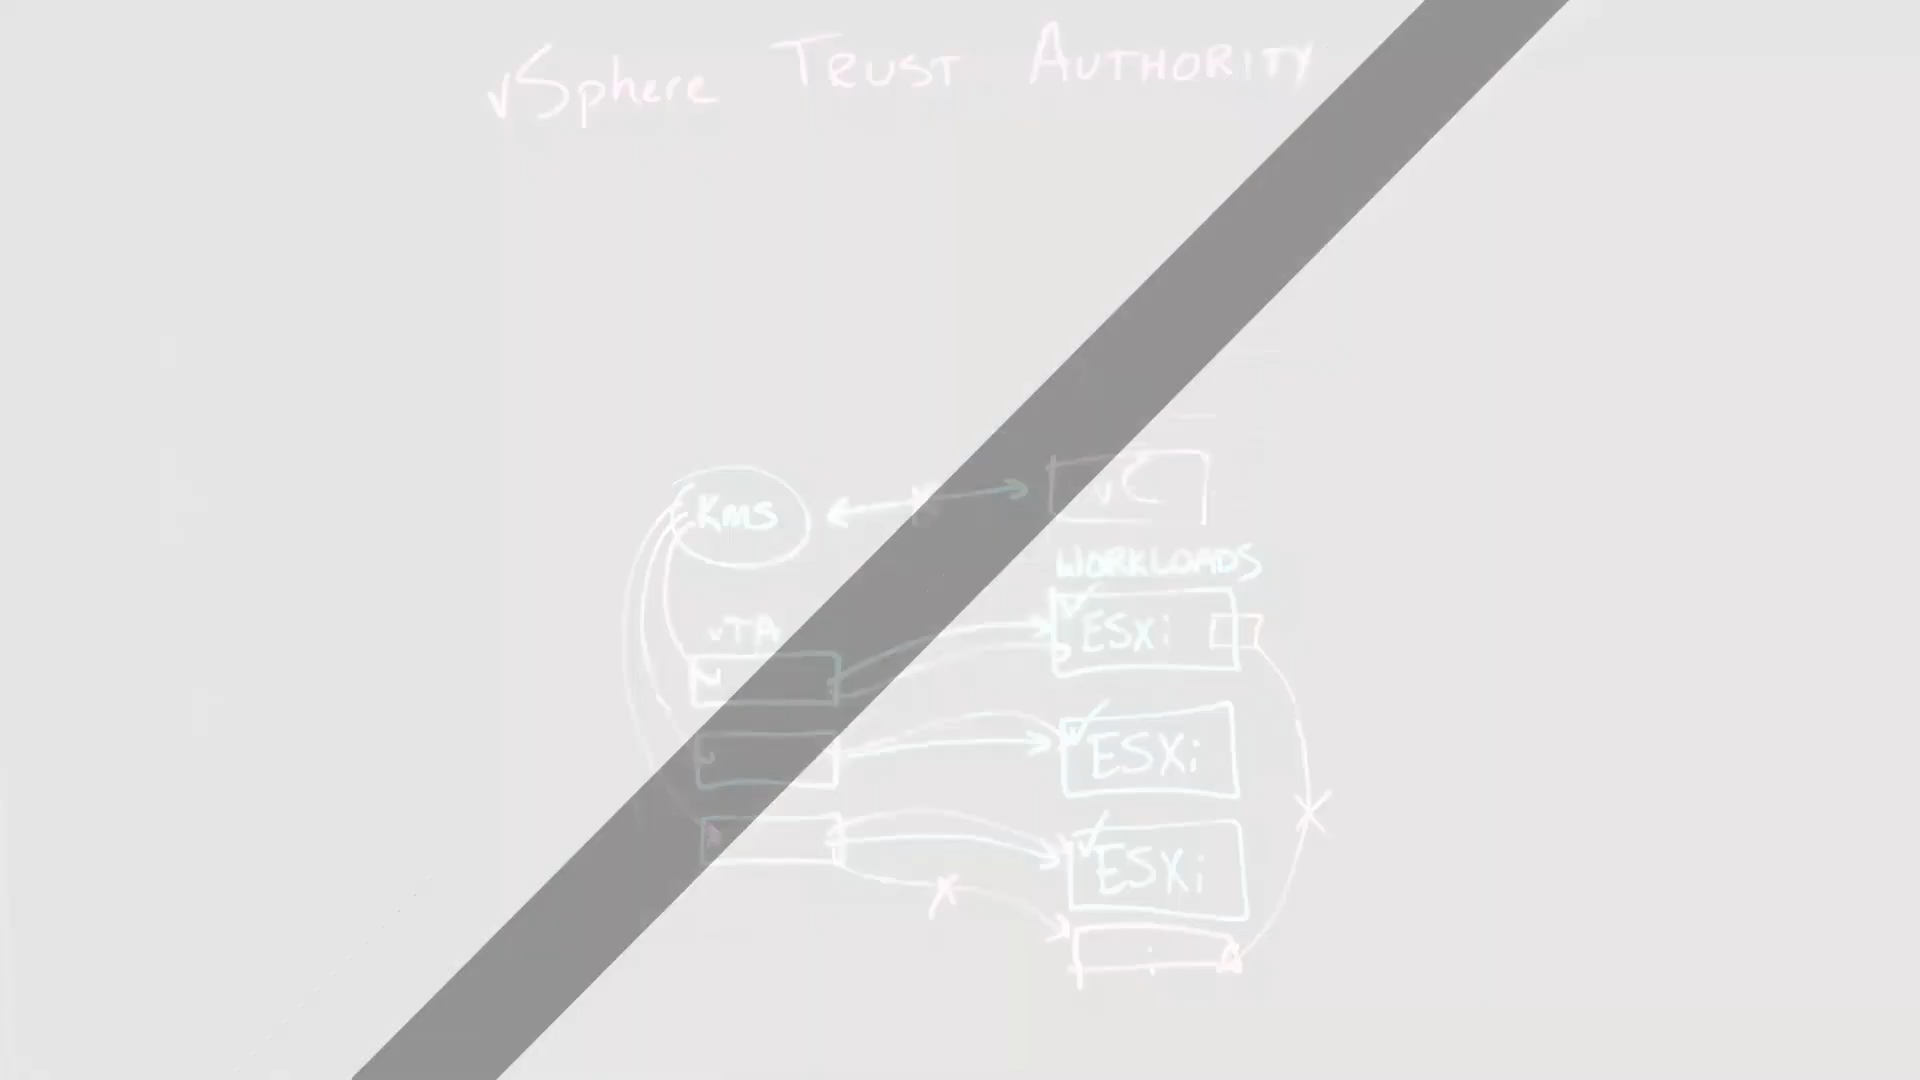 vSphere TRUST AUTHORITY
KMS
vC
WORKLOADS
vTA
ESXi
ESXi
ESXi